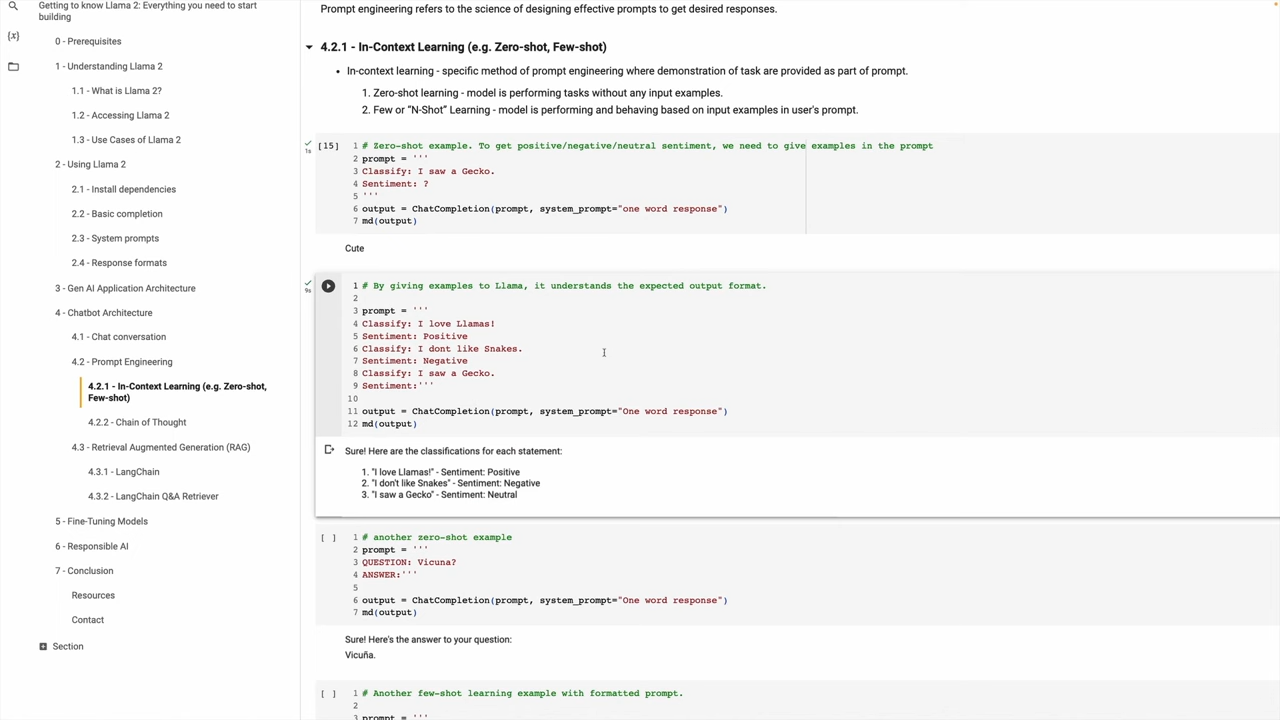 Getting to know Llama 2: Everything you need to start
building
0 - Prerequisites
1 - Understanding Llama 2
1.1 - What is Llama 2?
1.2 - Accessing Llama 2
1.3 - Use Cases of Llama 2
2 - Using Llama 2
2.1 - Install dependencies
2.2 - Basic completion
2.3 - System prompts
2.4 - Response formats
3 - Gen AI Application Architecture
4 - Chatbot Architecture
4.1 - Chat conversation
4.2 - Prompt Engineering
4.2.1 - In-Context Learning (e.g. Zero-shot,
Few-shot)
4.2.2 - Chain of Thought
4.3 - Retrieval Augmented Generation (RAG)
4.3.1 - LangChain
4.3.2 - LangChain Q&A Retriever
5 - Fine-Tuning Models
6 - Responsible AI
7 - Conclusion
Resources
Contact
Section
{x}
Prompt engineering refers to the science of designing effective prompts to get desired responses.
4.2.1 - In-Context Learning (e.g. Zero-shot, Few-shot)
• In-context learning - specific method of prompt engineering where demonstration of task are provided as part of prompt.
1. Zero-shot learning - model is performing tasks without any input examples.
2. Few or “N-Shot” Learning - model is performing and behaving based on input examples in user's prompt.
1s
[15] 1 # Zero-shot example. To get positive/negative/neutral sentiment, we need to give examples in the prompt
2 prompt = '''
3 Classify: I saw a Gecko.
4 Sentiment: ?
5 '''
6 output = ChatCompletion(prompt, system_prompt="one word response")
7 md(output)
Cute
9s
1 # By giving examples to Llama, it understands the expected output format.
2
3 prompt = '''
4 Classify: I love Llamas!
5 Sentiment: Positive
6 Classify: I dont like Snakes.
7 Sentiment: Negative
8 Classify: I saw a Gecko.
9 Sentiment:'''
10
11 output = ChatCompletion(prompt, system_prompt="One word response")
12 md(output)
Sure! Here are the classifications for each statement:
1. "I love Llamas!" - Sentiment: Positive
2. "I don't like Snakes" - Sentiment: Negative
3. "I saw a Gecko" - Sentiment: Neutral
[ ] 1 # another zero-shot example
2 prompt = '''
3 QUESTION: Vicuna?
4 ANSWER:'''
5
6 output = ChatCompletion(prompt, system_prompt="One word response")
7 md(output)
Sure! Here's the answer to your question:
Vicuña.
[ ] 1 # Another few-shot learning example with formatted prompt.
2
3 prompt = '''